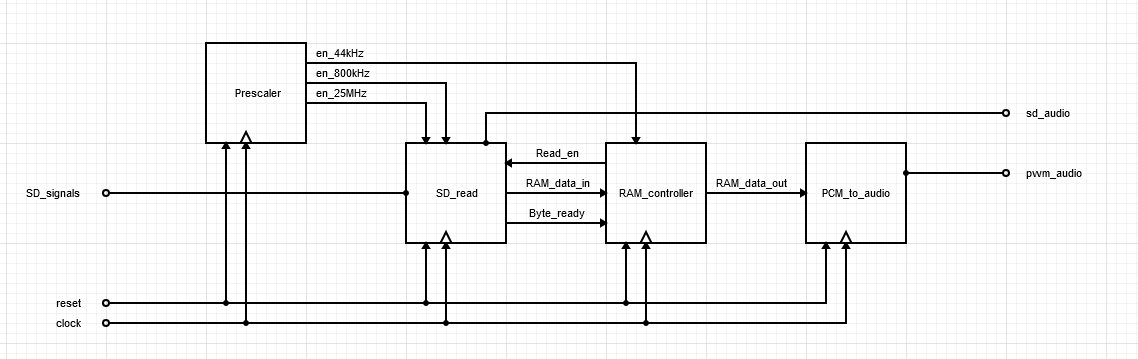 en_44kHz
en_800kHz
Prescaler
en_25MHz
sd_audio
Read_en
pwm_audio
SD_signals
SD_read
RAM_data_in
RAM_controller
RAM_data_out
PCM_to_audio
Byte_ready
reset
clock